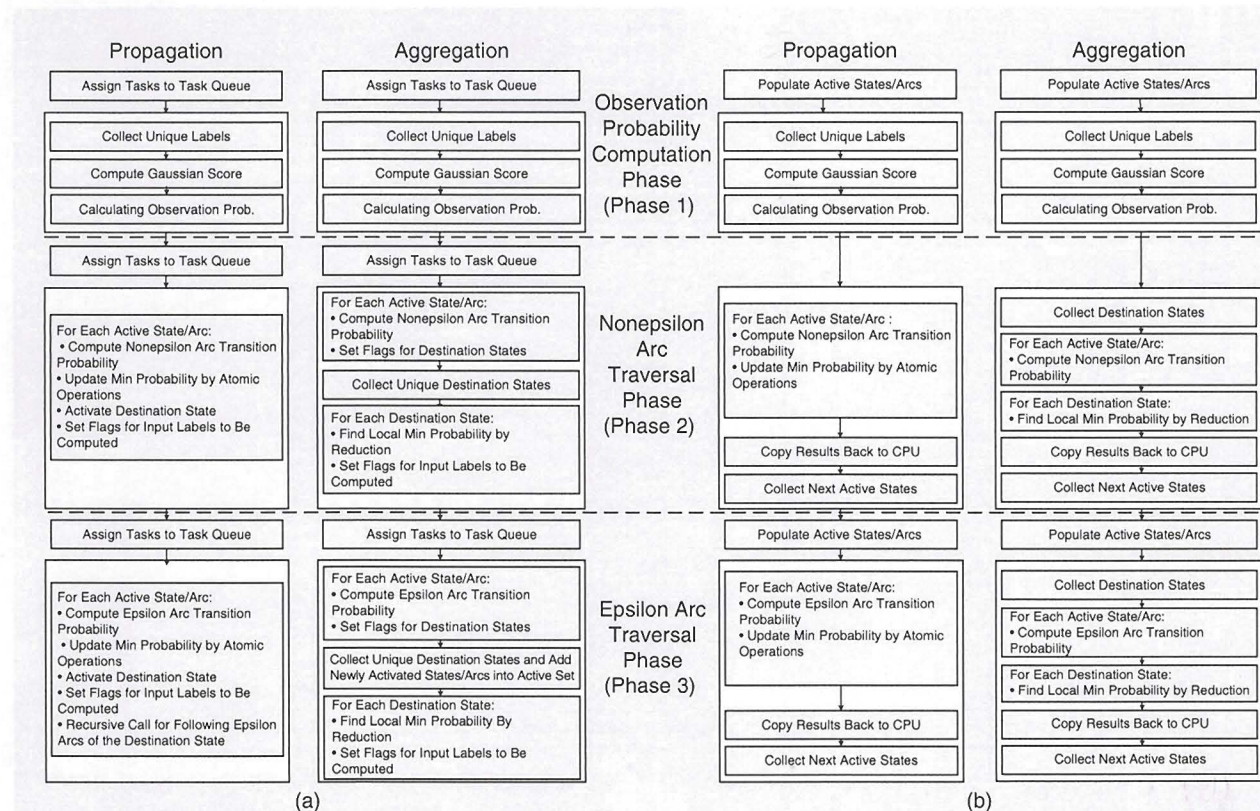 Propagation
Assign Tasks to Task Queue
Collect Unique Labels
Compute Gaussian Score
Calculating Observation Prob.
Assign Tasks to Task Queue
For Each Active State/Arc:
• Compute Nonepsilon Arc Transition
Probability
• Update Min Probability by Atomic
Operations
• Activate Destination State
• Set Flags for Input Labels to Be
Computed
Assign Tasks to Task Queue
For Each Active State/Arc:
• Compute Epsilon Arc Transition
Probability
• Update Min Probability by Atomic
Operations
• Activate Destination State
• Set Flags for Input Labels to Be
Computed
• Recursive Call for Following Epsilon
Arcs of the Destination State
Aggregation
Assign Tasks to Task Queue
Collect Unique Labels
Compute Gaussian Score
Calculating Observation Prob.
Assign Tasks to Task Queue
For Each Active State/Arc:
• Compute Nonepsilon Arc Transition
Probability
• Set Flags for Destination States
Collect Unique Destination States
For Each Destination State:
• Find Local Min Probability by
Reduction
• Set Flags for Input Labels to Be
Computed
Assign Tasks to Task Queue
For Each Active State/Arc:
• Compute Epsilon Arc Transition
Probability
• Set Flags for Destination States
Collect Unique Destination States and Add
Newly Activated States/Arcs into Active Set
For Each Destination State:
• Find Local Min Probability By
Reduction
• Set Flags for Input Labels to Be
Computed
(a)
Observation
Probability
Computation
Phase
(Phase 1)
Nonepsilon
Arc
Traversal
Phase
(Phase 2)
Epsilon Arc
Traversal
Phase
(Phase 3)
Propagation
Populate Active States/Arcs
Collect Unique Labels
Compute Gaussian Score
Calculating Observation Prob.
For Each Active State/Arc :
• Compute Nonepsilon Arc Transition
Probability
• Update Min Probability by Atomic
Operations
Copy Results Back to CPU
Collect Next Active States
Populate Active States/Arcs
For Each Active State/Arc:
• Compute Epsilon Arc Transition
Probability
• Update Min Probability by Atomic
Operations
Copy Results Back to CPU
Collect Next Active States
Aggregation
Populate Active States/Arcs
Collect Unique Labels
Compute Gaussian Score
Calculating Observation Prob.
Collect Destination States
For Each Active State/Arc:
• Compute Nonepsilon Arc Transition
Probability
For Each Destination State:
• Find Local Min Probability by Reduction
Copy Results Back to CPU
Collect Next Active States
Populate Active States/Arcs
Collect Destination States
For Each Active State/Arc:
• Compute Epsilon Arc Transition
Probability
For Each Destination State:
• Find Local Min Probability by Reduction
Copy Results Back to CPU
Collect Next Active States
(b)